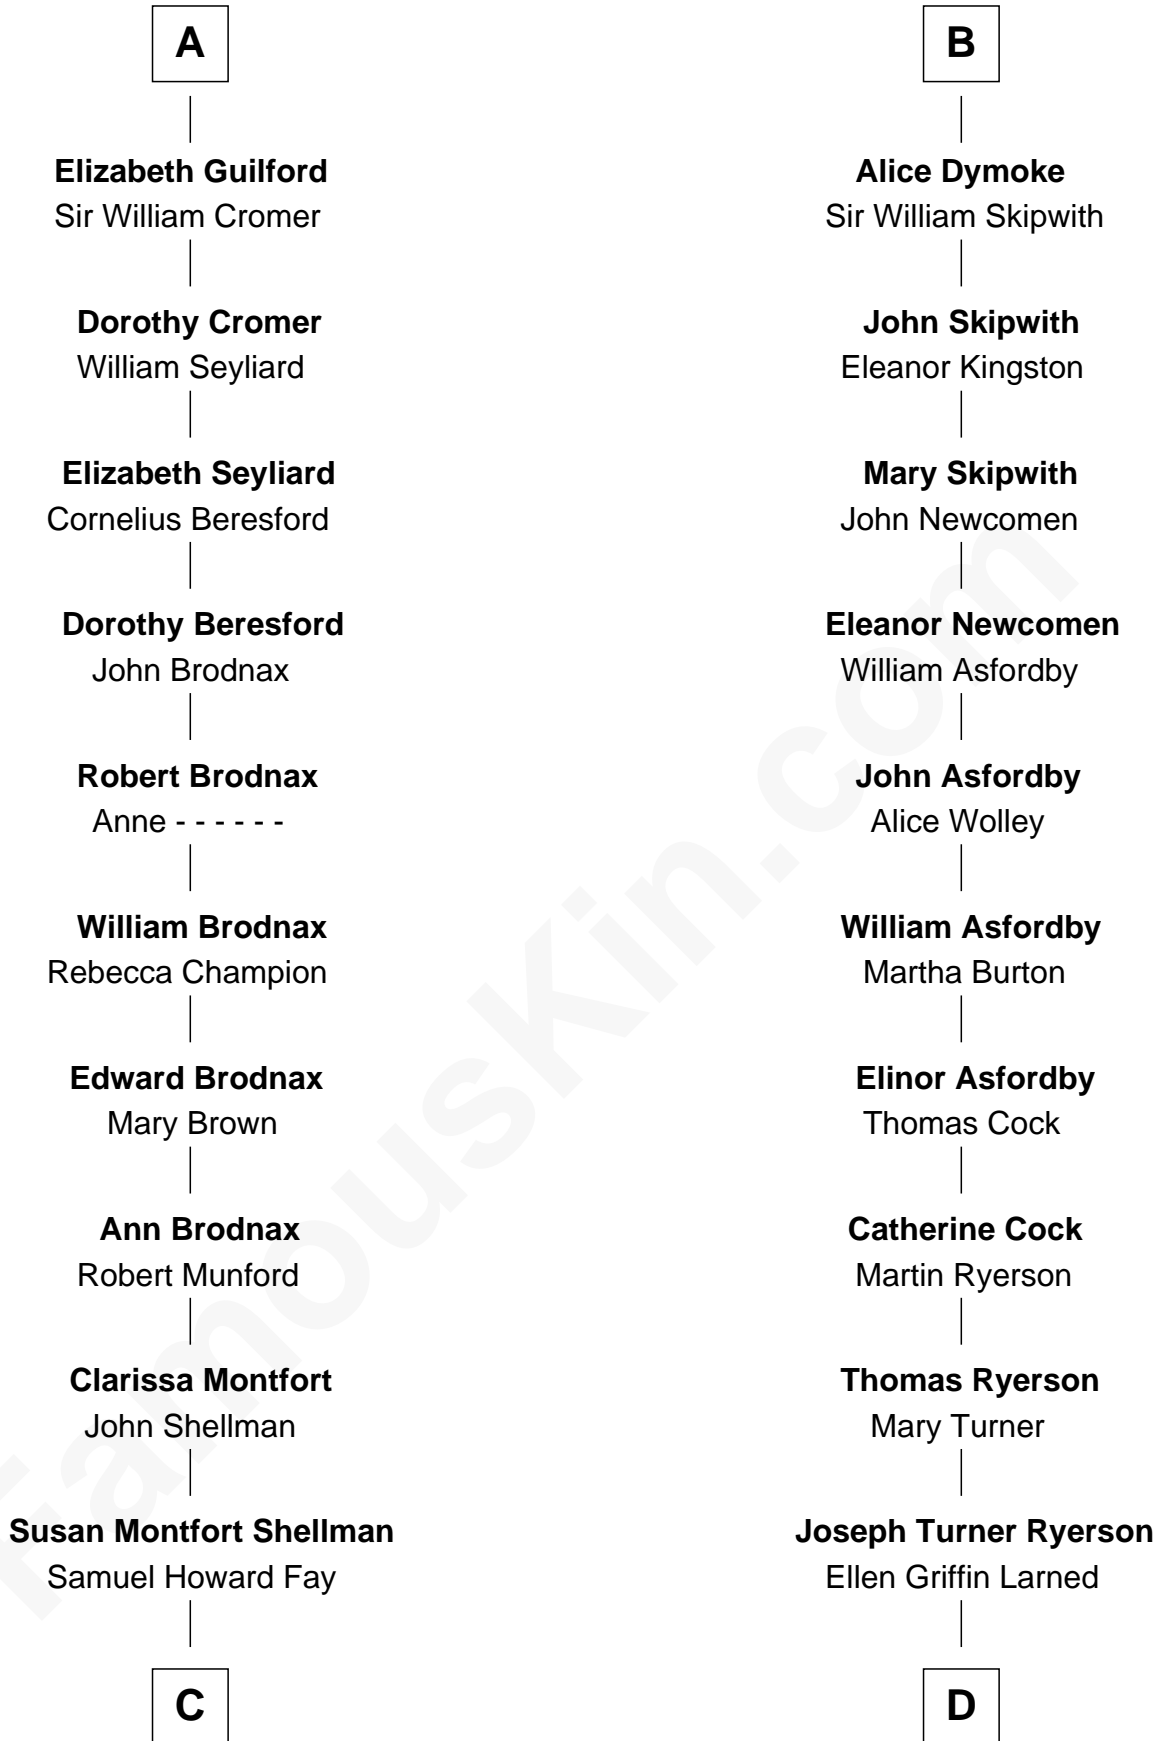 A
Elizabeth Guilford
Sir William Cromer
Dorothy Cromer
William Seyliard
Elizabeth Seyliard
Cornelius Beresford
Dorothy Beresford
John Brodnax
Robert Brodnax
Anne - - - - - -
William Brodnax
Rebecca Champion
Edward Brodnax
Mary Brown
Ann Brodnax
Robert Munford
Clarissa Montfort
John Shellman
Susan Montfort Shellman
Samuel Howard Fay
C
B
Alice Dymoke
Sir William Skipwith
John Skipwith
Eleanor Kingston
Mary Skipwith
John Newcomen
Eleanor Newcomen
William Asfordby
John Asfordby
Alice Wolley
William Asfordby
Martha Burton
Elinor Asfordby
Thomas Cock
Catherine Cock
Martin Ryerson
Thomas Ryerson
Mary Turner
Joseph Turner Ryerson
Ellen Griffin Larned
D
FamousKin.com